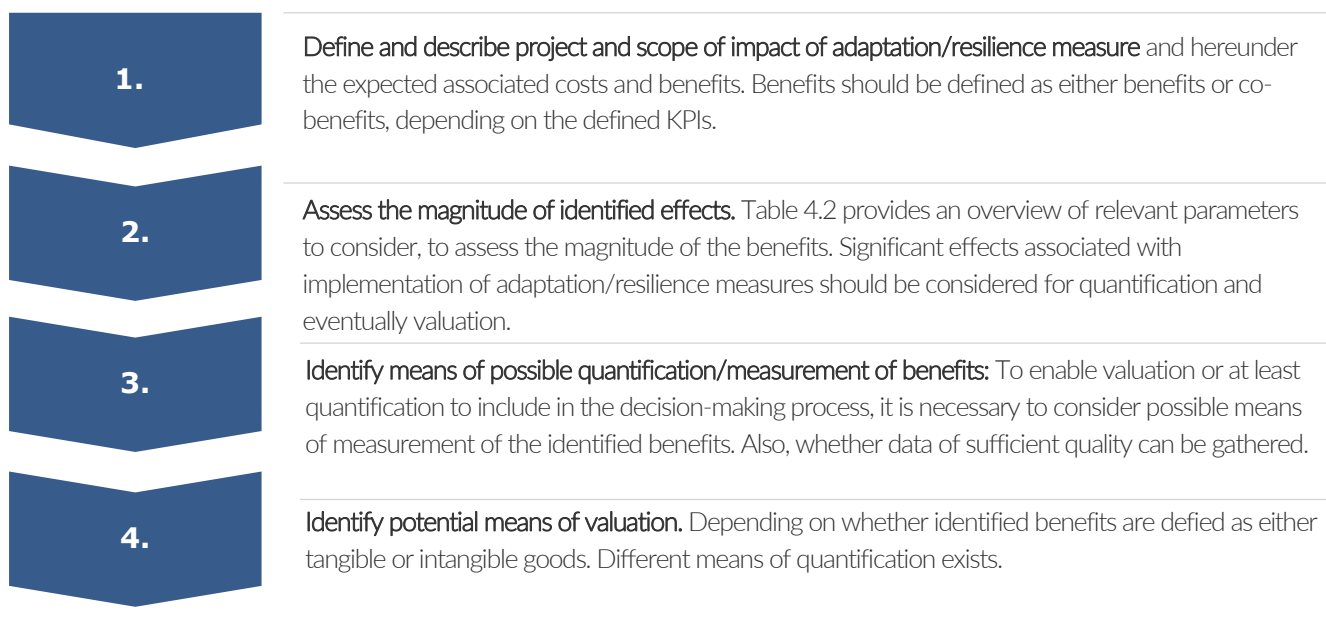 1.
Define and describe project and scope of impact of adaptation/resilience measure and hereunder
the expected associated costs and benefits. Benefits should be defined as either benefits or co-
benefits, depending on the defined KPIs.
2.
Assess the magnitude of identified effects. Table 4.2 provides an overview of relevant parameters
to consider, to assess the magnitude of the benefits. Significant effects associated with
implementation of adaptation/resilience measures should be considered for quantification and
eventually valuation.
3.
Identify means of possible quantification/measurement of benefits: To enable valuation or at least
quantification to include in the decision-making process, it is necessary to consider possible means
of measurement of the identified benefits. Also, whether data of sufficient quality can be gathered.
4.
Identify potential means of valuation. Depending on whether identified benefits are defied as either
tangible or intangible goods. Different means of quantification exists.